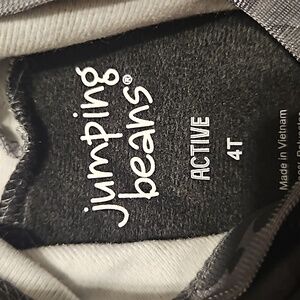 jumping
beans®
ACTIVE
4T
Made in Vietnam